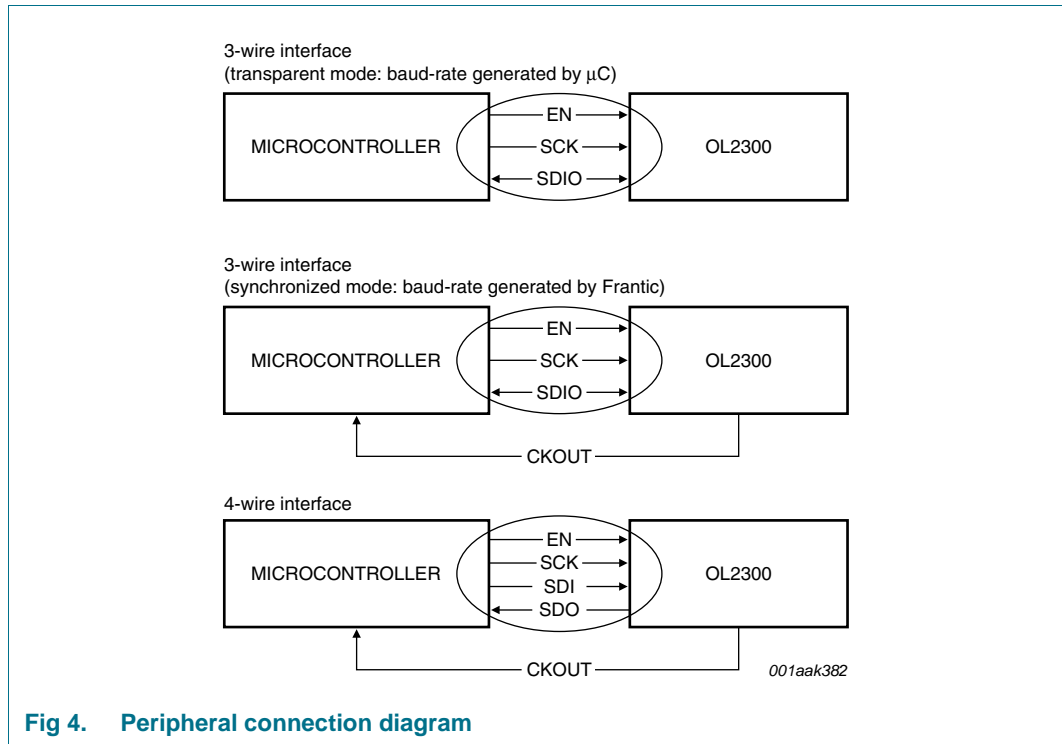 3-wire interface
(transparent mode: baud-rate generated by μC)
MICROCONTROLLER
EN
SCK
SDIO
OL2300
3-wire interface
(synchronized mode: baud-rate generated by Frantic)
MICROCONTROLLER
EN
SCK
SDIO
OL2300
CKOUT
4-wire interface
MICROCONTROLLER
EN
SCK
SDI
SDO
OL2300
CKOUT
001aak382
Fig 4. Peripheral connection diagram